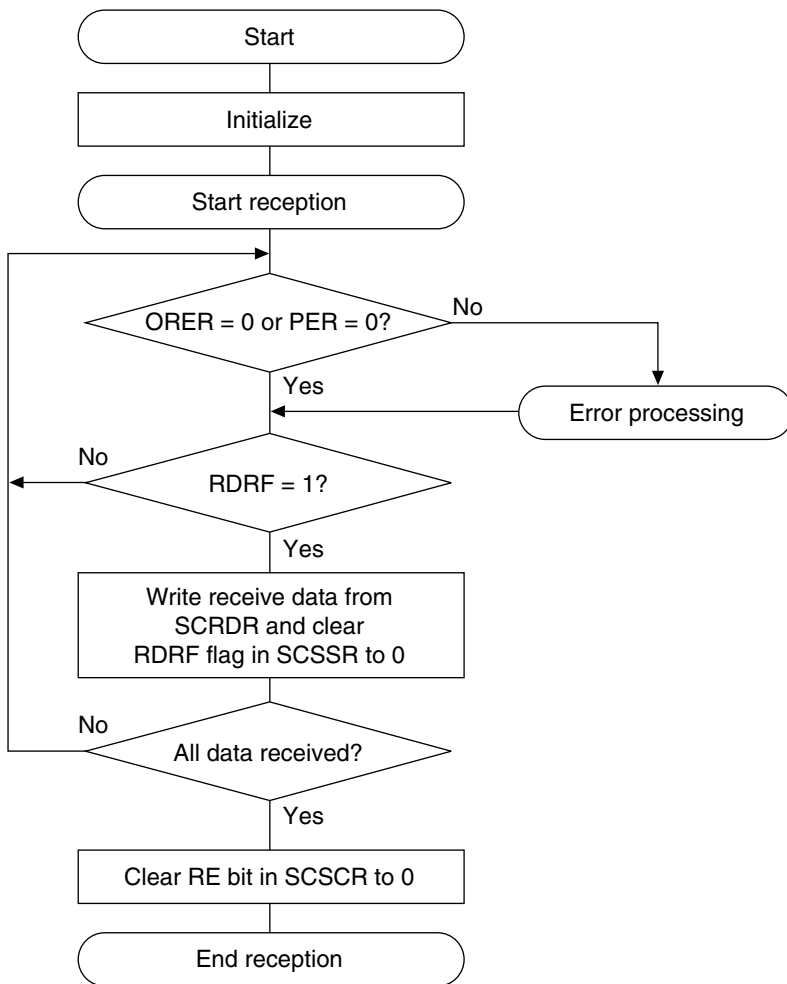 Start
Initialize
Start reception
ORER = 0 or PER = 0?
No
Yes
Error processing
No
RDRF = 1?
Yes
Write receive data from
SCRDR and clear
RDRF flag in SCSSR to 0
No
All data received?
Yes
Clear RE bit in SCSCR to 0
End reception